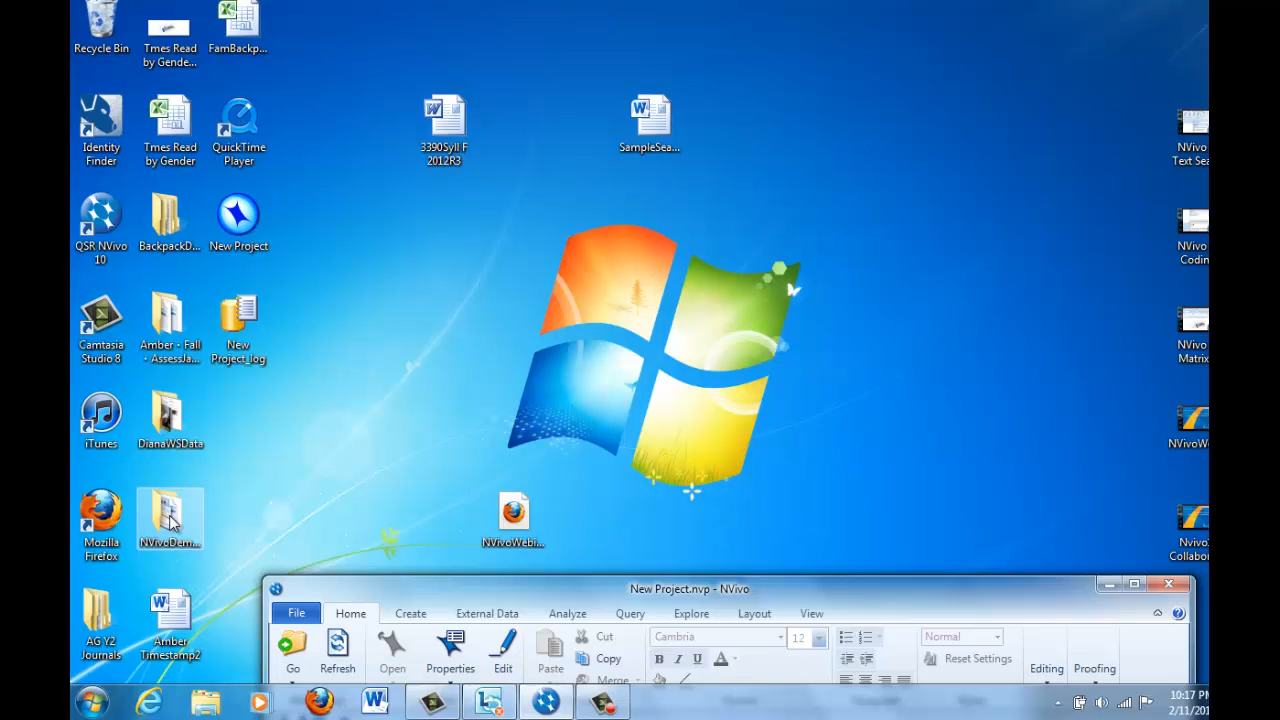 Recycle Bin
Tmes Read
by Gende...
FamBackp...
Identity
Finder
Tmes Read
by Gender
QuickTime
Player
3390Syll F
2012R3
SampleSea...
NVivo
Text Sea
QSR NVivo
10
BackpackD...
New Project
NVivo
Codin
Camtasia
Studio 8
Amber - Fall
- AssessJa...
New
Project_log
NVivo
Matrix
iTunes
DianaWSData
NVivoWe
Mozilla
Firefox
NVivoDem...
NVivoWebi...
Nvivo
Collabo
AG Y2
Journals
Amber
Timestamp2
New Project.nvp - NVivo
File Home Create External Data Analyze Query Explore Layout View
Go Refresh Open Properties Edit Paste
Cut
Copy
Merge
Cambria 12
B I U A
Normal
Reset Settings
Editing Proofing
10:17 P
2/11/20